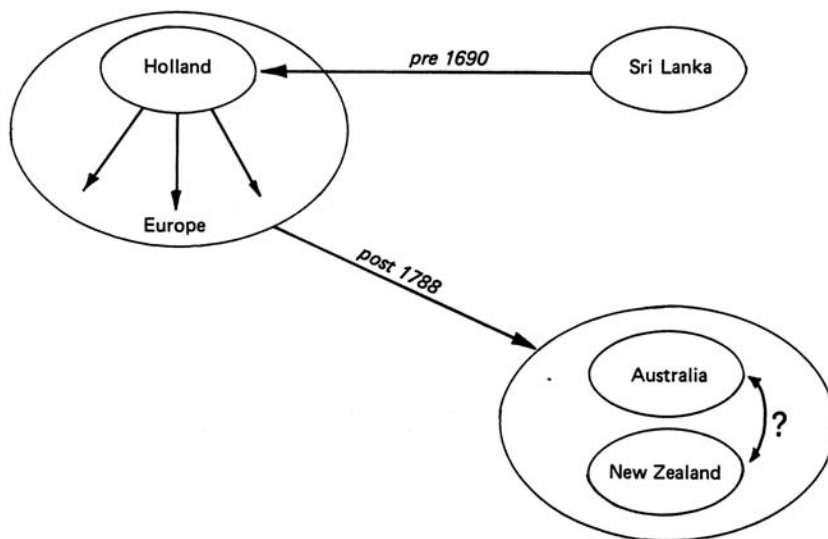 Holland
pre 1690
Sri Lanka
Europe
post 1788
Australia
?
New Zealand